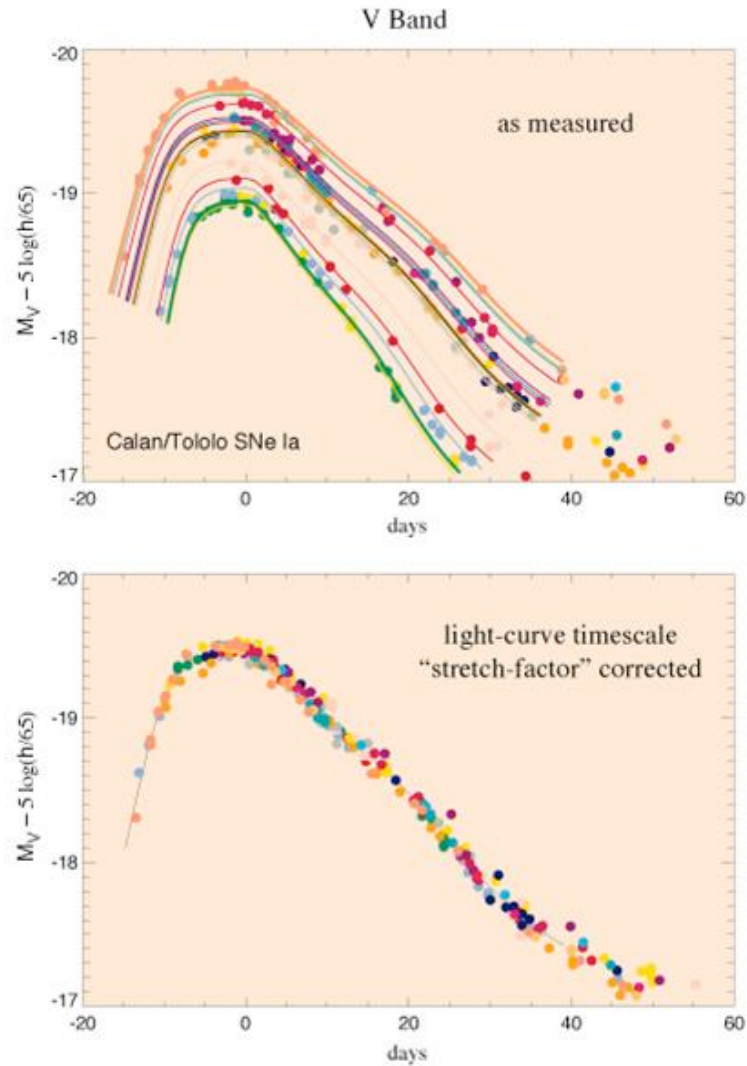 V Band
-20
as measured
-19
M_V – 5 log(h/65)
-18
Calan/Tololo SNe Ia
-17
-20 0 20 40 60
days
-20
light-curve timescale
“stretch-factor” corrected
-19
M_V – 5 log(h/65)
-18
-17
-20 0 20 40 60
days